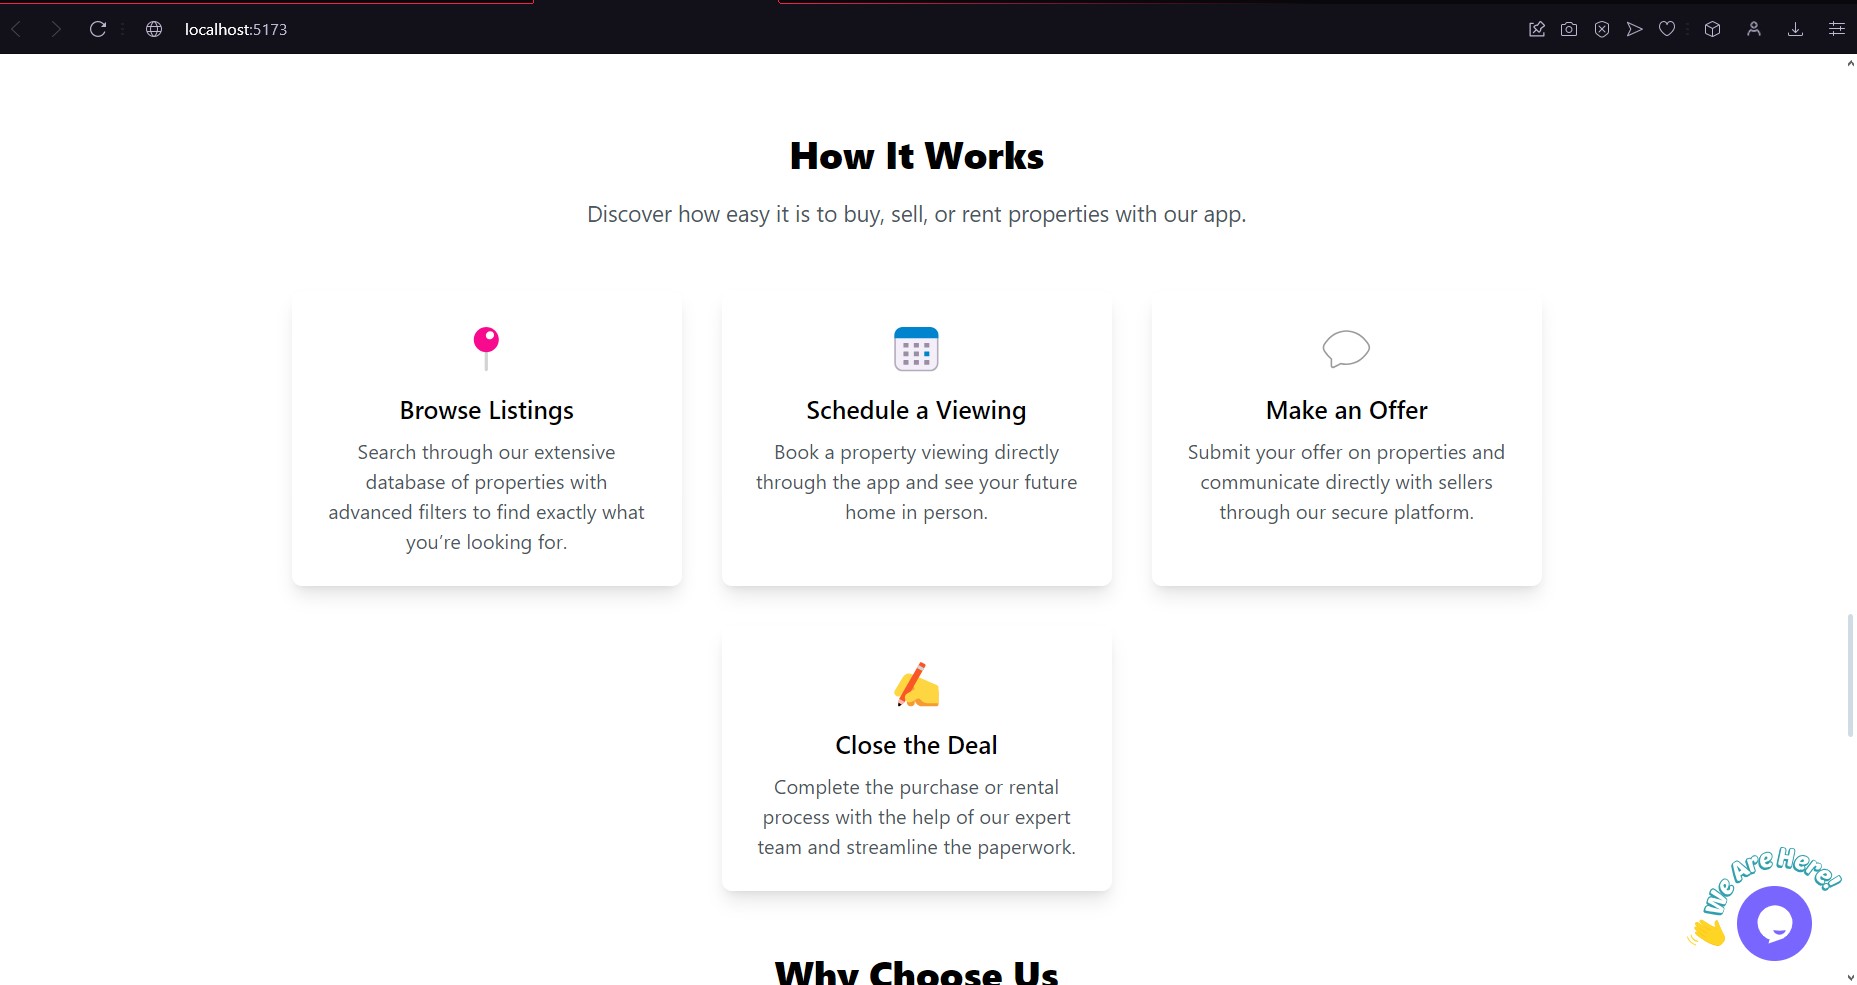 localhost:5173
How It Works
Discover how easy it is to buy, sell, or rent properties with our app.
Browse Listings
Search through our extensive
database of properties with
advanced filters to find exactly what
you’re looking for.
Schedule a Viewing
Book a property viewing directly
through the app and see your future
home in person.
Make an Offer
Submit your offer on properties and
communicate directly with sellers
through our secure platform.
Close the Deal
Complete the purchase or rental
process with the help of our expert
team and streamline the paperwork.
We Are Here!
Why Choose Us